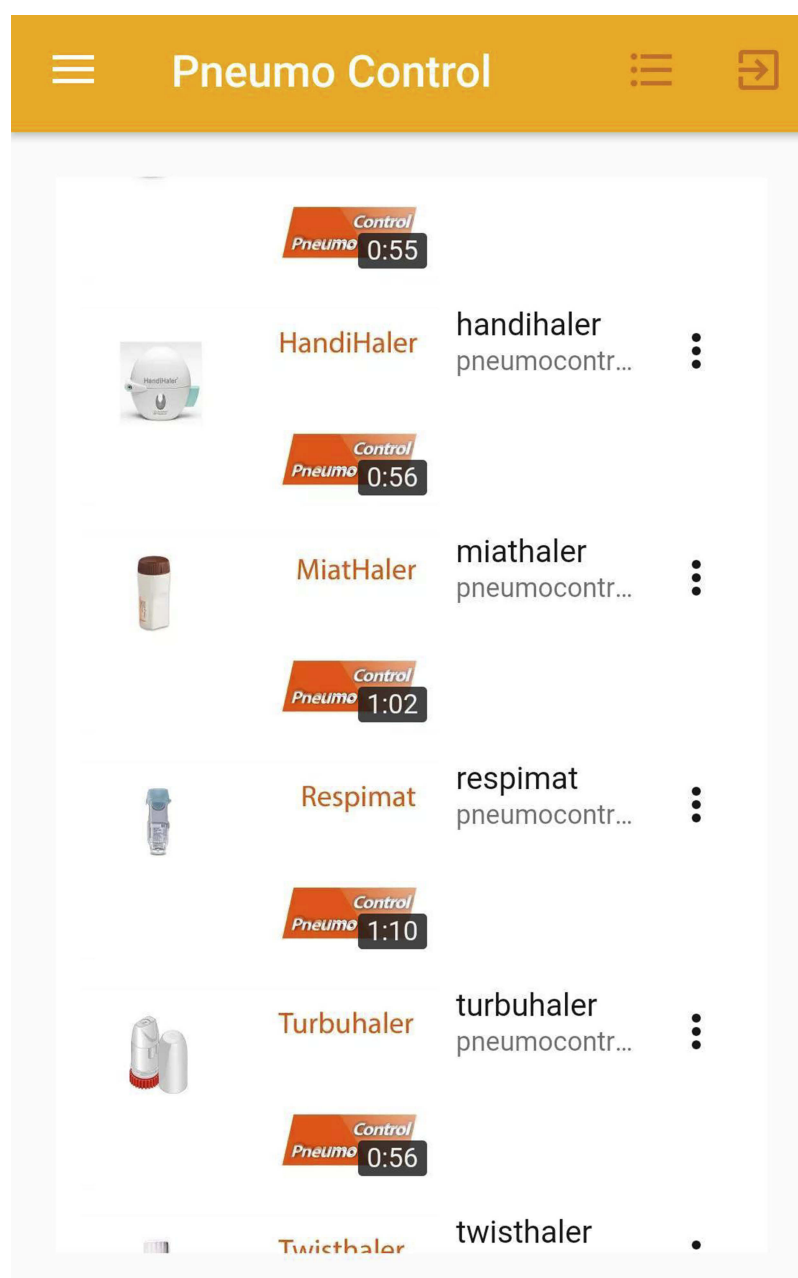 Pneumo Control
Control
Pneumo
0:55
HandiHaler
HandiHaler
handihaler
pneumocontr...
Control
Pneumo
0:56
MiatHaler
miathaler
pneumocontr...
Control
Pneumo
1:02
Respimat
respimat
pneumocontr...
Control
Pneumo
1:10
Turbuhaler
turbuhaler
pneumocontr...
Control
Pneumo
0:56
Twisthaler
twisthaler